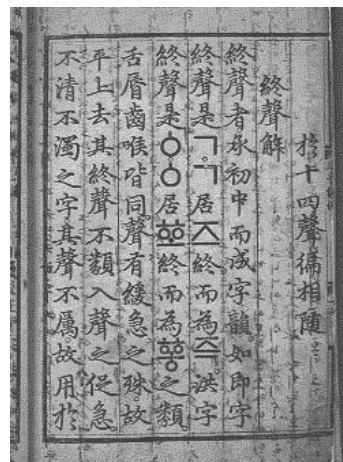 於十四聲徧相隨
終聲解
終聲者承初中而成字韻。如即字
終聲是ㄱ。ㄱ居즈終而為즉。洪字
終聲是ㆁ。ㆁ居ᅘᅩ終而為ᅘᅩᆼ之類。
舌脣齒喉皆同。聲有緩急之殊。故
平上去其終聲不類入聲之促急。
不清不濁之字。其聲不厲。故用於